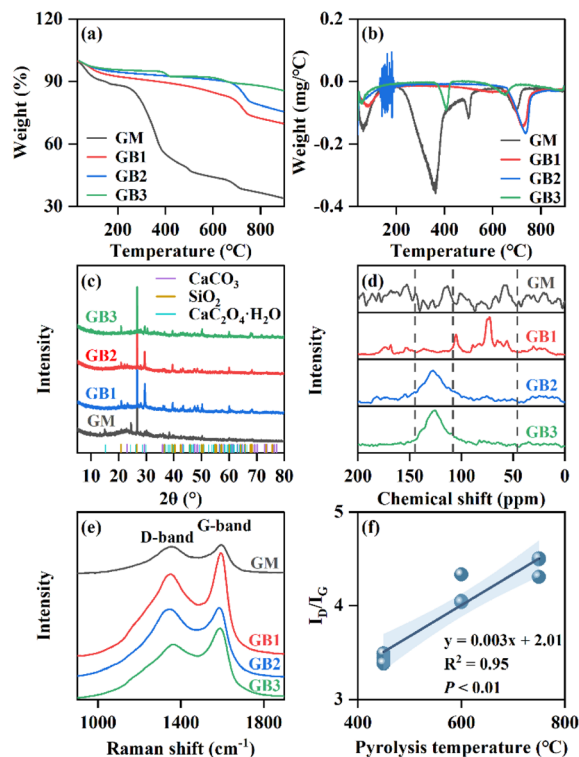 (a)
Weight (%)
120
90
60
30
GM
GB1
GB2
GB3
200 400 600 800
Temperature (°C)
(b)
Weight (mg/°C)
0.2
0.0
-0.2
-0.4
GM
GB1
GB2
GB3
200 400 600 800
Temperature (°C)
(c)
Intensity
CaCO3
SiO2
CaC2O4·H2O
GB3
GB2
GB1
GM
10 20 30 40 50 60 70 80
2θ (°)
(d)
Intensity
GM
GB1
GB2
GB3
200 150 100 50 0
Chemical shift (ppm)
(e)
Intensity
D-band
G-band
GM
GB1
GB2
GB3
1000 1400 1800
Raman shift (cm-1)
(f)
ID/IG
5
4
3
y = 0.003x + 2.01
R2 = 0.95
P < 0.01
400 600 800
Pyrolysis temperature (°C)